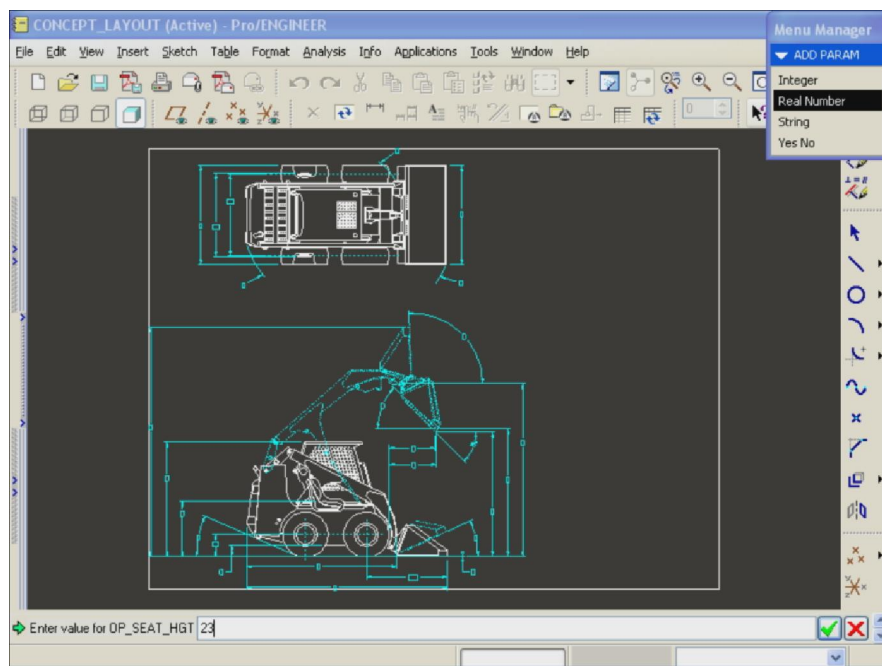 CONCEPT_LAYOUT (Active) - Pro/ENGINEER
File Edit View Insert Sketch Table Format Analysis Info Applications Tools Window Help
Menu Manager
ADD PARAM
Integer
Real Number
String
Yes No
0
Enter value for OP_SEAT_HGT 23